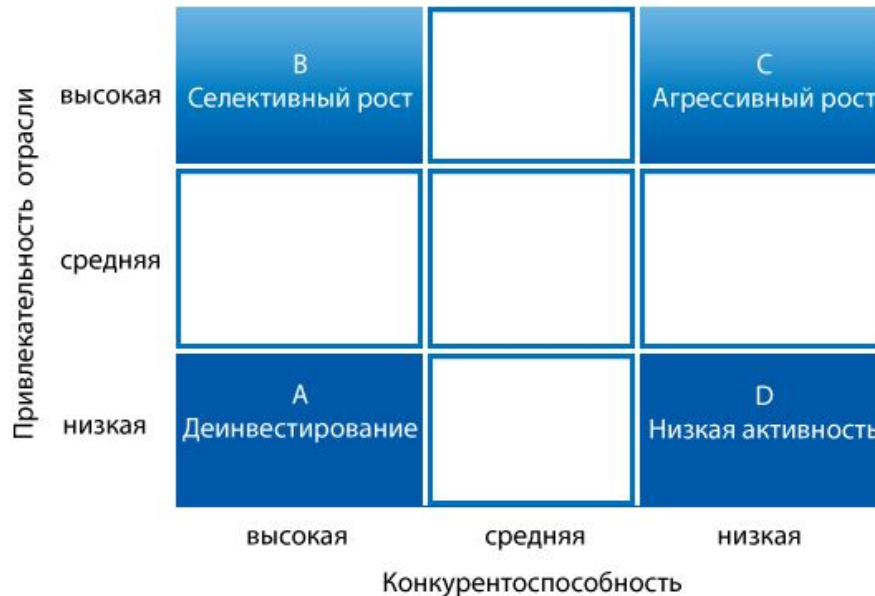 Привлекательность отрасли
высокая
B
Селективный рост
C
Агрессивный рост
средняя
низкая
A
Деинвестирование
D
Низкая активность
высокая
средняя
низкая
Конкурентоспособность